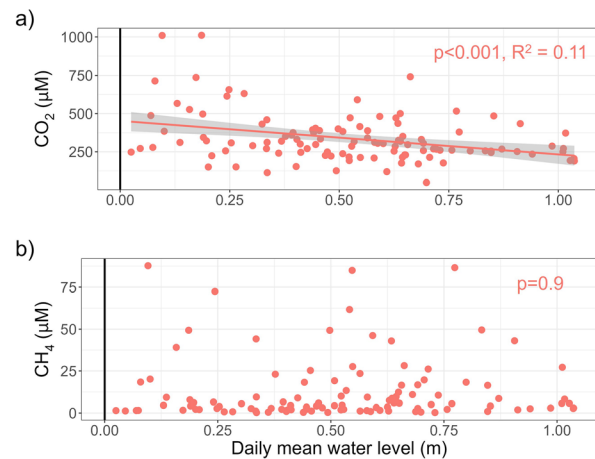 a)
p<0.001, R² = 0.11
CO₂ (µM)
1000
750
500
250
0.00 0.25 0.50 0.75 1.00
b)
p=0.9
CH₄ (µM)
75
50
25
0
0.00 0.25 0.50 0.75 1.00
Daily mean water level (m)